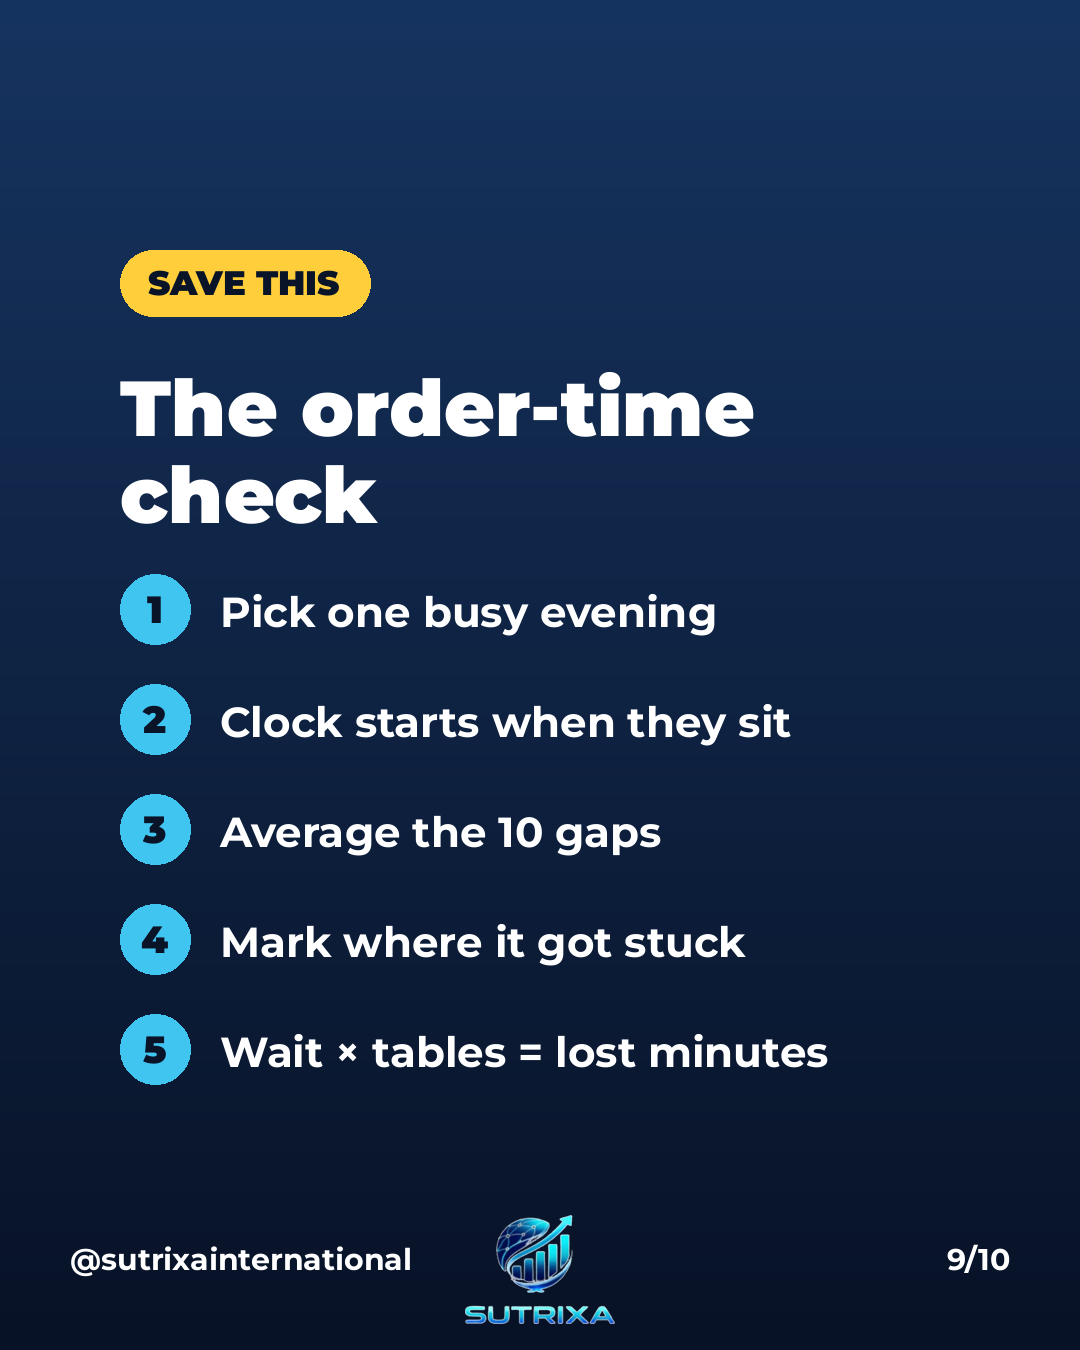 SAVE THIS
The order-time
check
1 Pick one busy evening
2 Clock starts when they sit
3 Average the 10 gaps
4 Mark where it got stuck
5 Wait × tables = lost minutes
@sutrixainternational
SUTRIXA
9/10